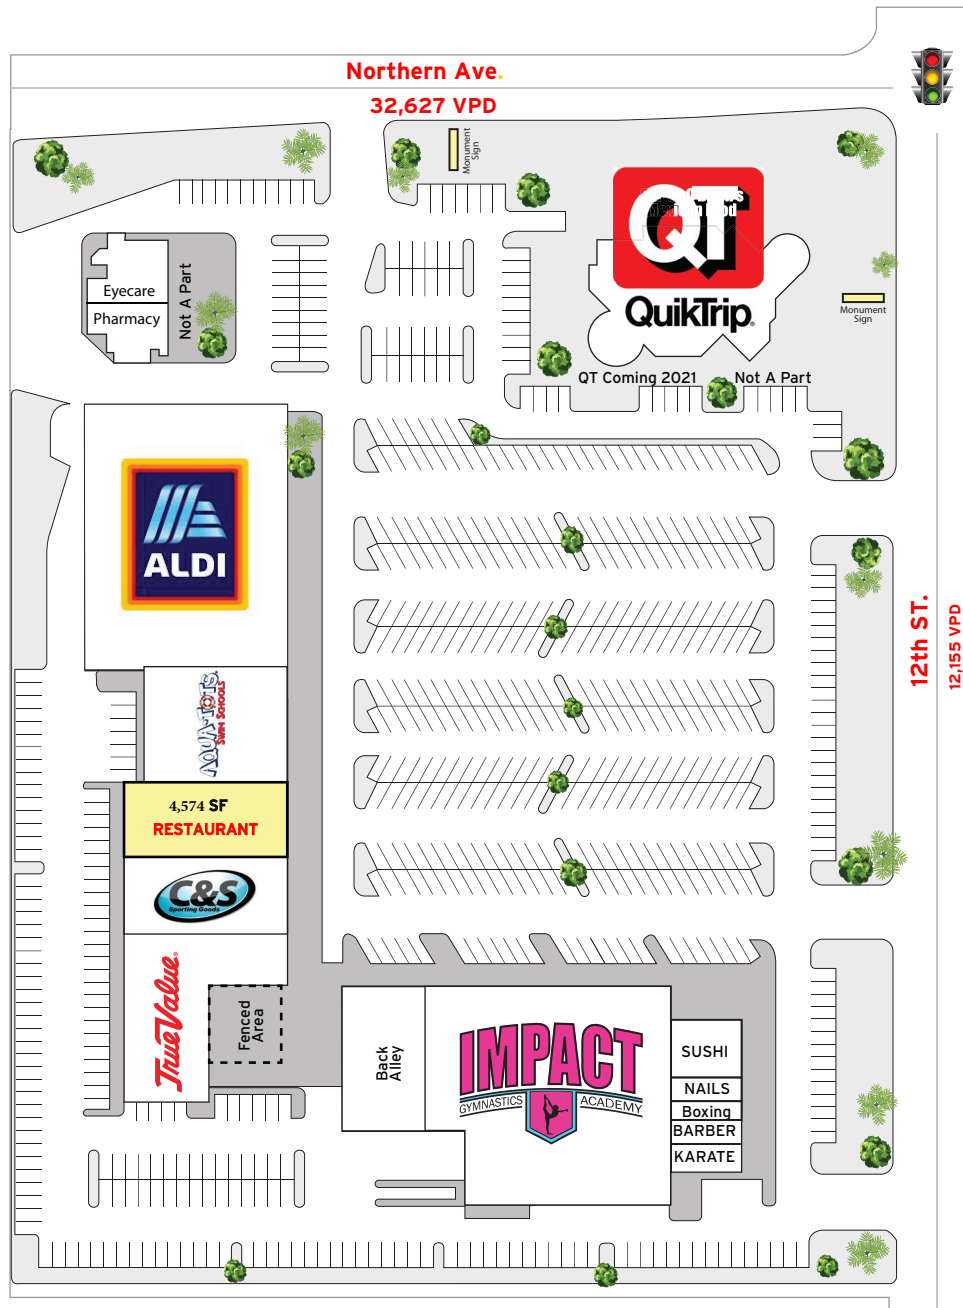 Northern Ave.
32,627 VPD
Monument
Sign
QT
QuikTrip
Monument
Sign
QT Coming 2021
Not A Part
Eyecare
Pharmacy
Not A Part
ALDI
12th ST.
12,155 VPD
AQUA-TOTS
SWIM SCHOOLS
4,574 SF
RESTAURANT
C&S
Sporting Goods
True Value
Fenced
Area
Back
Alley
IMPACT
GYMNASTICS ACADEMY
SUSHI
NAILS
Boxing
BARBER
KARATE